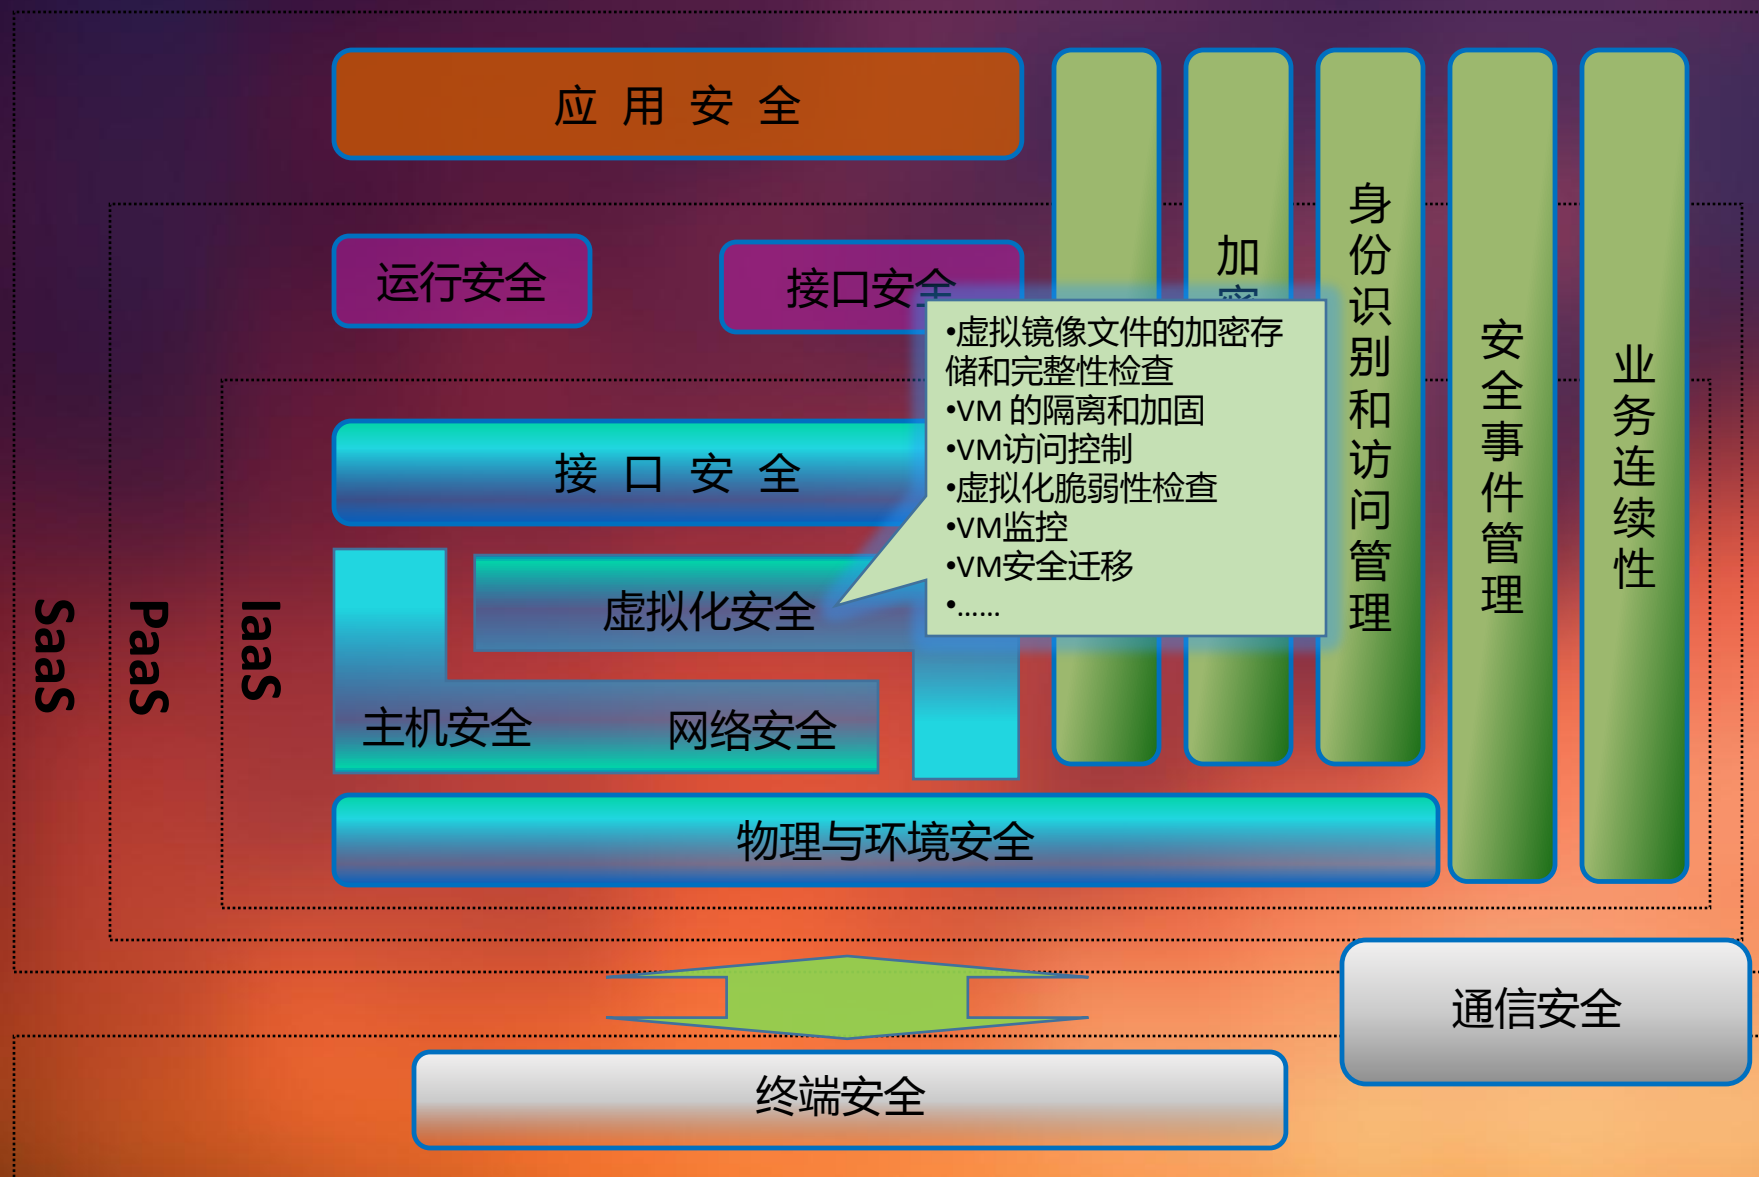 应 用 安 全
运行安全
接口安全
加密
身份识别和访问管理
安全事件管理
业务连续性
•虚拟镜像文件的加密存
储和完整性检查
•VM 的隔离和加固
•VM访问控制
•虚拟化脆弱性检查
•VM监控
•VM安全迁移
•......
接 口 安 全
虚拟化安全
主机安全
网络安全
物理与环境安全
SaaS
PaaS
IaaS
通信安全
终端安全